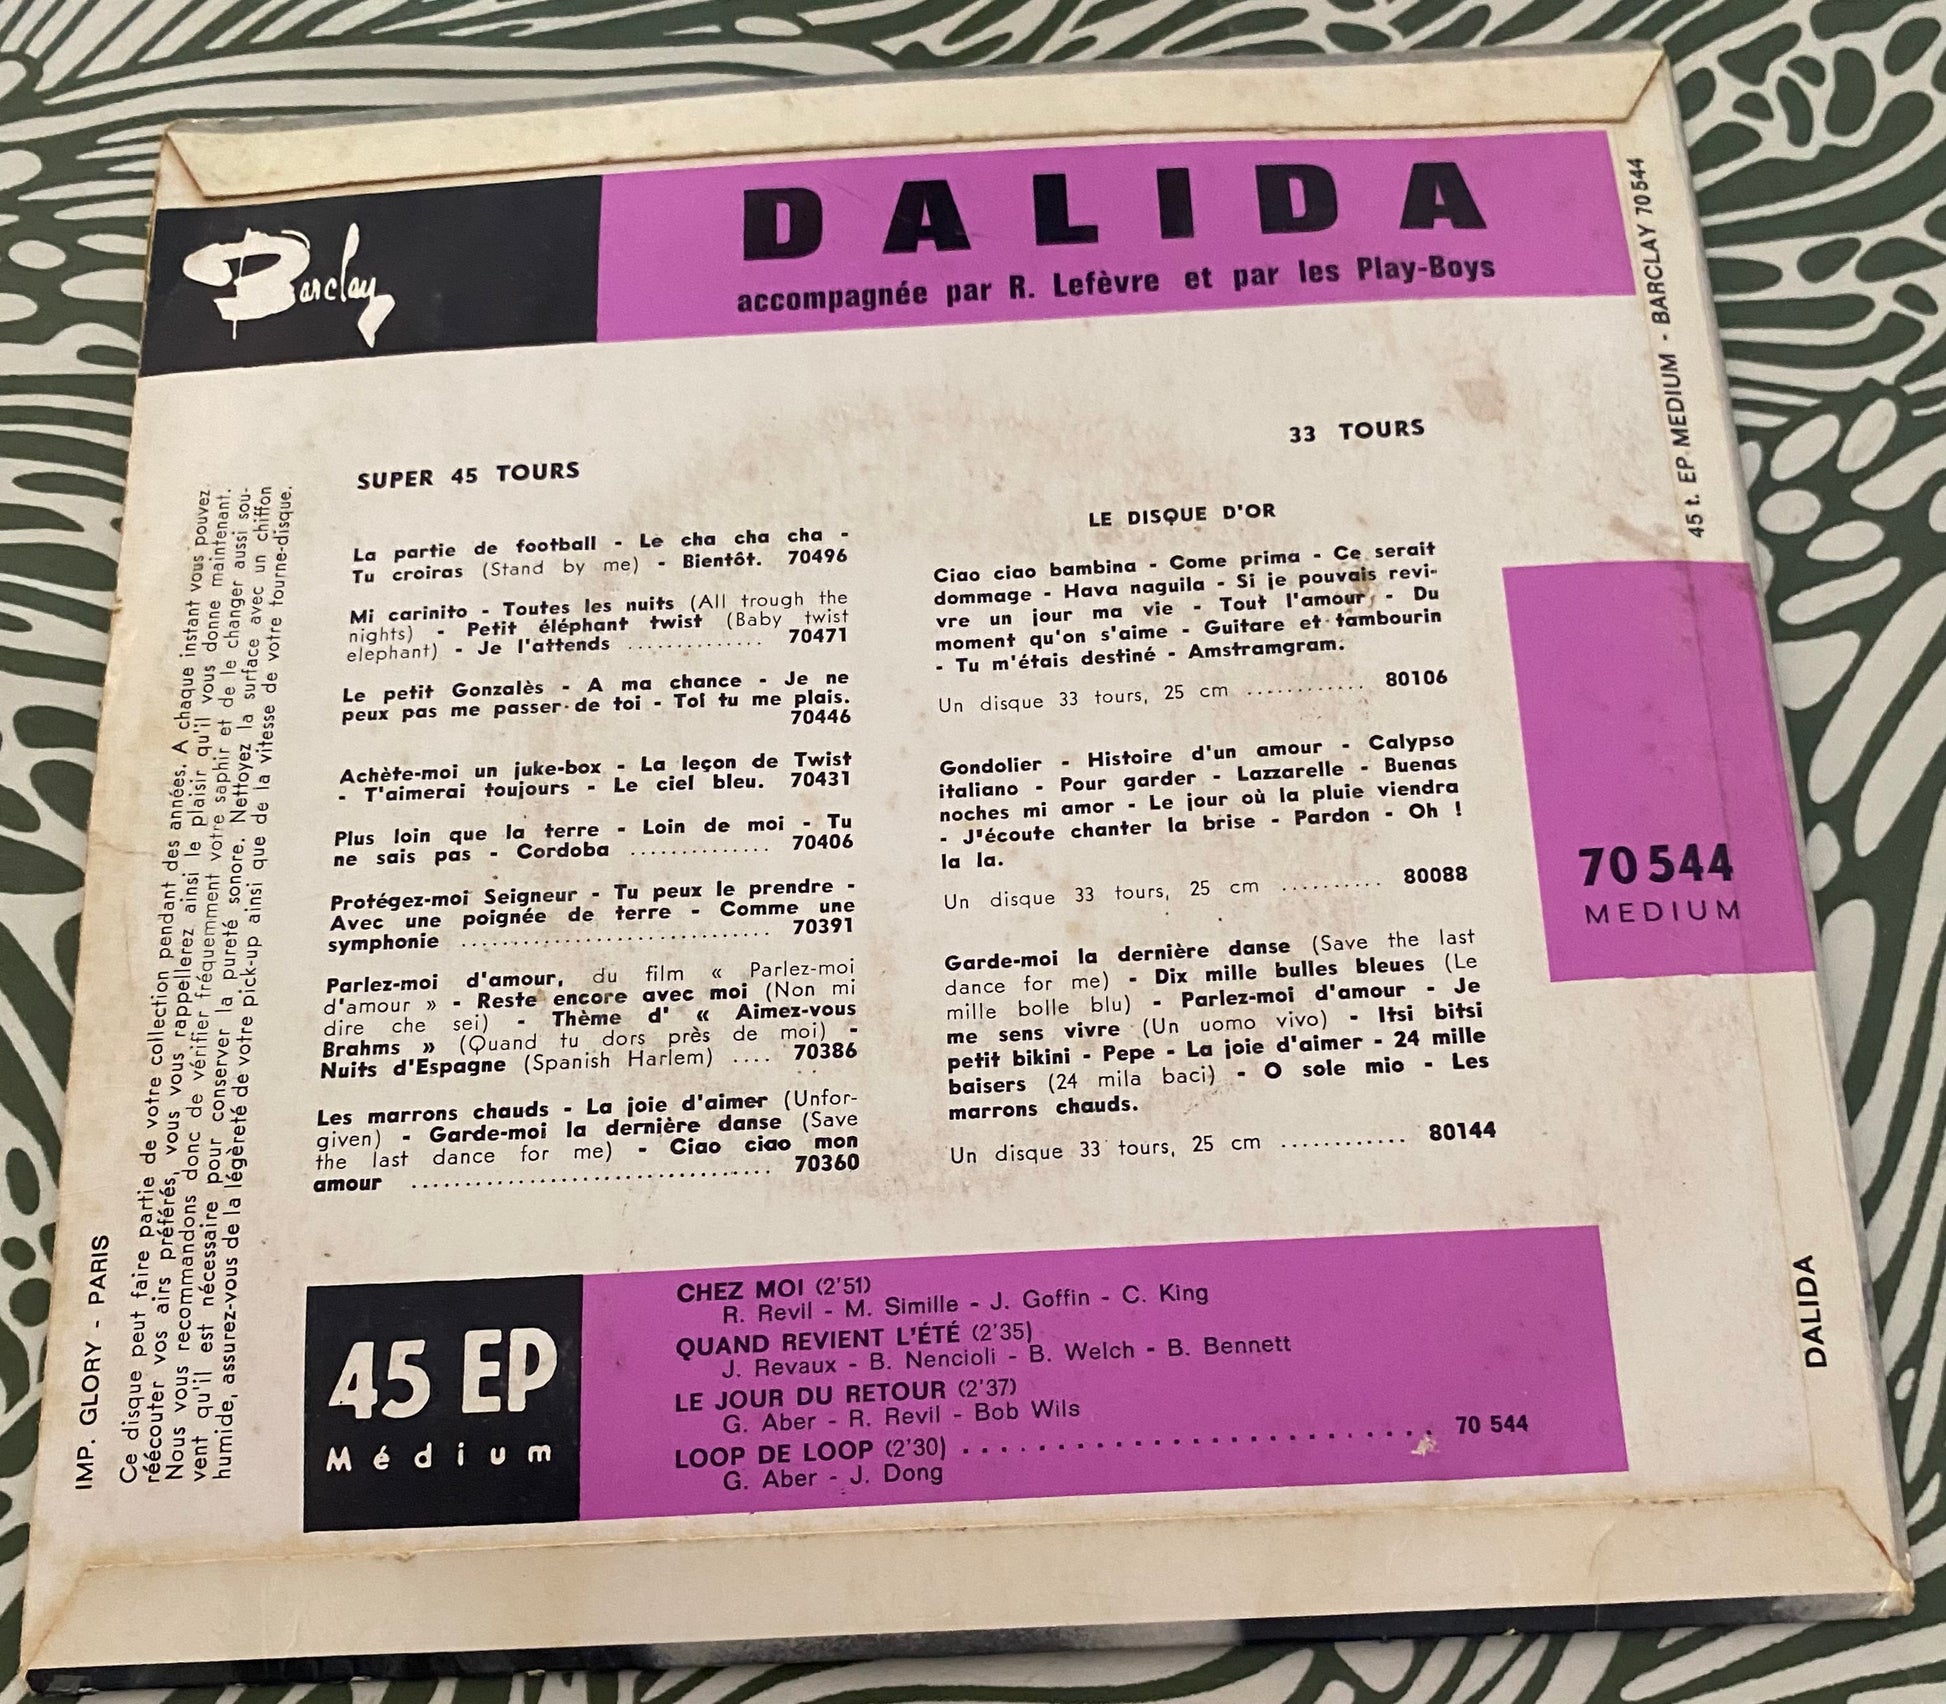 Barclay
DALIDA
accompagnée par R. Lefèvre et par les Play-Boys
45 t. EP MEDIUM - BARCLAY 70 544
SUPER 45 TOURS
La partie de football - Le cha cha cha -
Tu croiras (Stand by me) - Bientôt. 70496
Mi carinito - Toutes les nuits (All trough the
nights) - Petit éléphant twist (Baby twist
elephant) - Je l'attends .............. 70471
Le petit Gonzalès - A ma chance - Je ne
peux pas me passer de toi - Toi tu me plais.
70446
Achète-moi un juke-box - La leçon de Twist
- T'aimerai toujours - Le ciel bleu. 70431
Plus loin que la terre - Loin de moi - Tu
ne sais pas - Cordoba .............. 70406
Protégez-moi Seigneur - Tu peux le prendre -
Avec une poignée de terre - Comme une
symphonie ............................... 70391
Parlez-moi d'amour, du film « Parlez-moi
d'amour » - Reste encore avec moi (Non mi
dire che sei) - Thème d' « Aimez-vous
Brahms » (Quand tu dors près de moi) -
Nuits d'Espagne (Spanish Harlem) .... 70386
Les marrons chauds - La joie d'aimer (Unfor-
given) - Garde-moi la dernière danse (Save
the last dance for me) - Ciao ciao mon
amour .................................... 70360
33 TOURS
LE DISQUE D'OR
Ciao ciao bambina - Come prima - Ce serait
dommage - Hava naguila - Si je pouvais revi-
vre un jour ma vie - Tout l'amour - Du
moment qu'on s'aime - Guitare et tambourin
- Tu m'étais destiné - Amstramgram.
Un disque 33 tours, 25 cm ............ 80106
Gondolier - Histoire d'un amour - Calypso
italiano - Pour garder - Lazzarelle - Buenas
noches mi amor - Le jour où la pluie viendra
- J'écoute chanter la brise - Pardon - Oh !
la la.
Un disque 33 tours, 25 cm .......... 80088
Garde-moi la dernière danse (Save the last
dance for me) - Dix mille bulles bleues (Le
mille bolle blu) - Parlez-moi d'amour - Je
me sens vivre (Un uomo vivo) - Itsi bitsi
petit bikini - Pepe - La joie d'aimer - 24 mille
baisers (24 mila baci) - O sole mio - Les
marrons chauds.
Un disque 33 tours, 25 cm ............ 80144
70 544
MEDIUM
DALIDA
IMP. GLORY - PARIS
Ce disque peut faire partie de votre collection pendant des années. A chaque instant vous pouvez
réécouter vos airs préférés, vous vous rappellerez ainsi le plaisir qu'il vous donne maintenant.
Nous vous recommandons donc de vérifier fréquemment votre saphir et de le changer aussi sou-
vent qu'il est nécessaire pour conserver la pureté sonore. Nettoyez la surface avec un chiffon
humide, assurez-vous de la légèreté de votre pick-up ainsi que de la vitesse de votre tourne-disque.
45 EP
Médium
CHEZ MOI (2'51)
R. Revil - M. Simille - J. Goffin - C. King
QUAND REVIENT L'ÉTÉ (2'35)
J. Revaux - B. Nencioli - B. Welch - B. Bennett
LE JOUR DU RETOUR (2'37)
G. Aber - R. Revil - Bob Wils
LOOP DE LOOP (2'30) ........................... 70 544
G. Aber - J. Dong